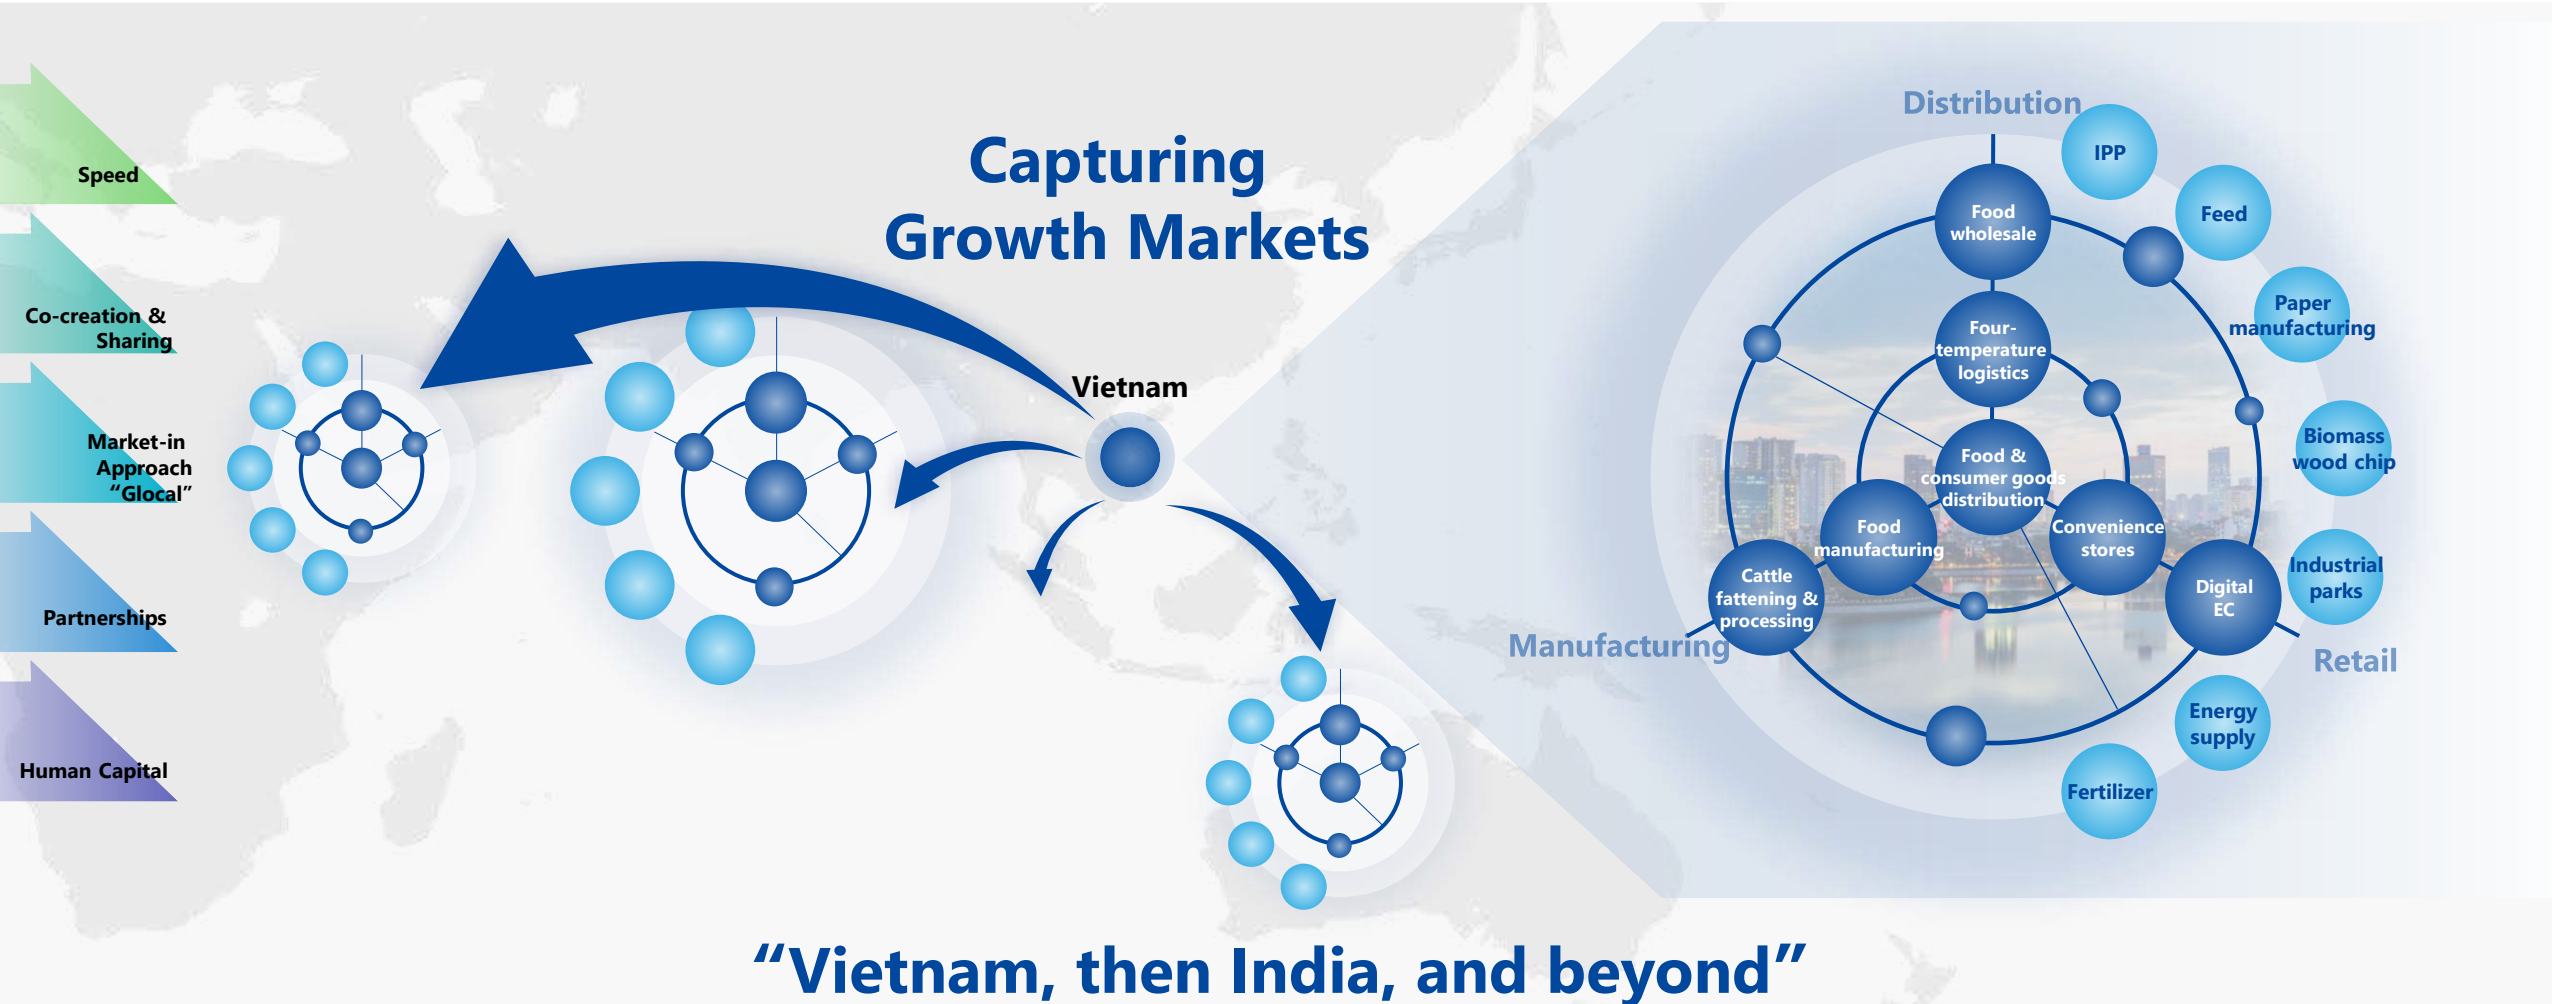 Speed
Co-creation &
Sharing
Market-in
Approach
“Glocal”
Partnerships
Human Capital
Capturing
Growth Markets
Vietnam
Distribution
Manufacturing
Retail
Food
wholesale
Four-
temperature
logistics
Food &
consumer goods
distribution
Food
manufacturing
Convenience
stores
Cattle
fattening &
processing
Digital
EC
IPP
Feed
Paper
manufacturing
Biomass
wood chip
Industrial
parks
Energy
supply
Fertilizer
“Vietnam, then India, and beyond”